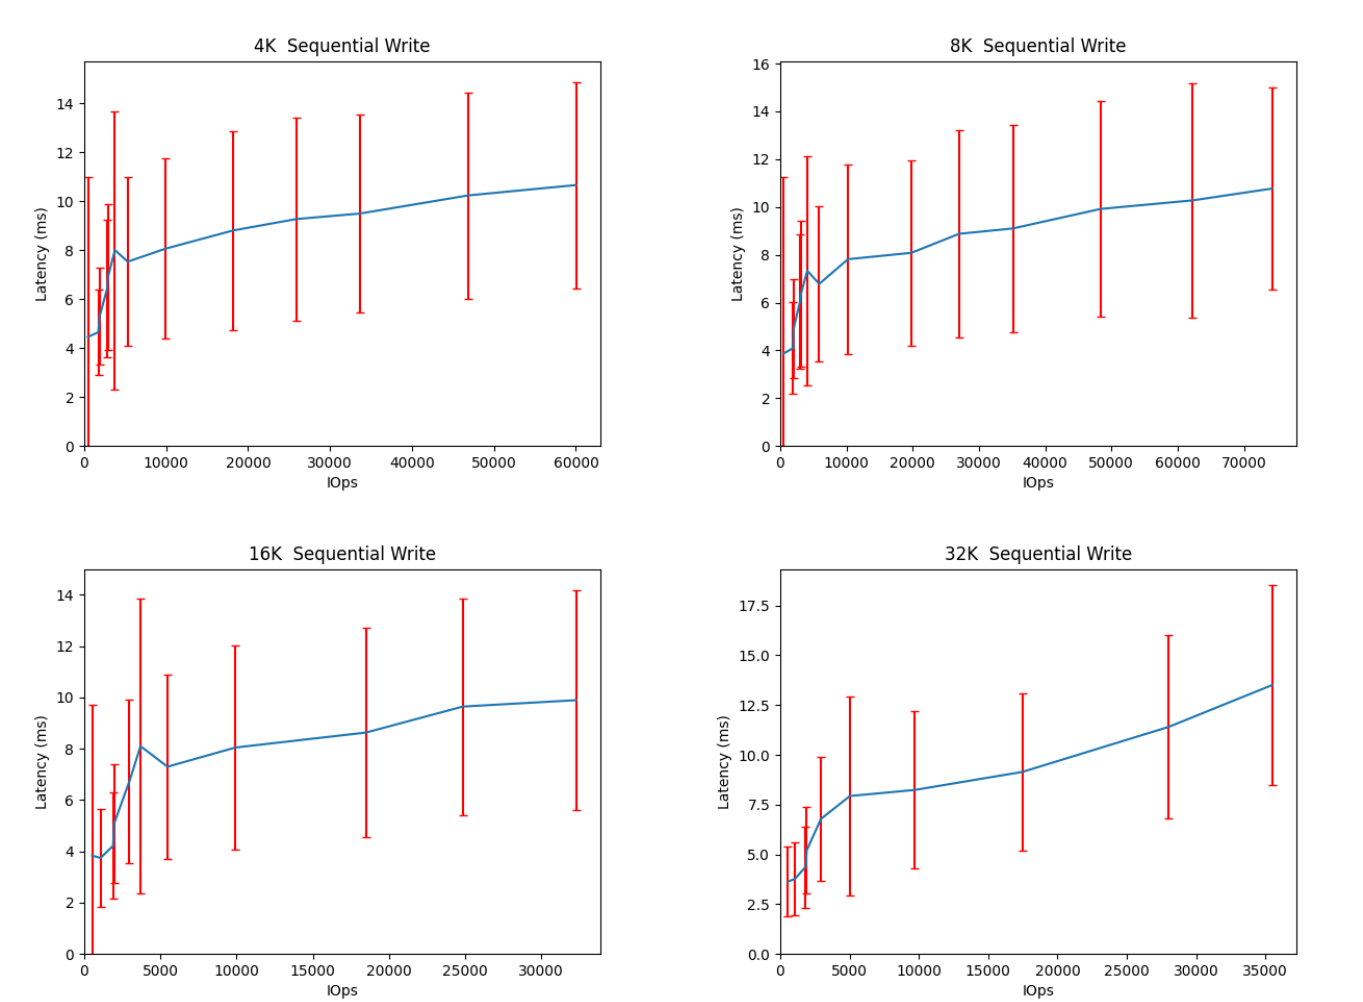 4K  Sequential Write
14
12
10
8
6
4
2
0
Latency (ms)
0 10000 20000 30000 40000 50000 60000
IOps
8K  Sequential Write
16
14
12
10
8
6
4
2
0
Latency (ms)
0 10000 20000 30000 40000 50000 60000 70000
IOps
16K  Sequential Write
14
12
10
8
6
4
2
0
Latency (ms)
0 5000 10000 15000 20000 25000 30000
IOps
32K  Sequential Write
17.5
15.0
12.5
10.0
7.5
5.0
2.5
0.0
Latency (ms)
0 5000 10000 15000 20000 25000 30000 35000
IOps